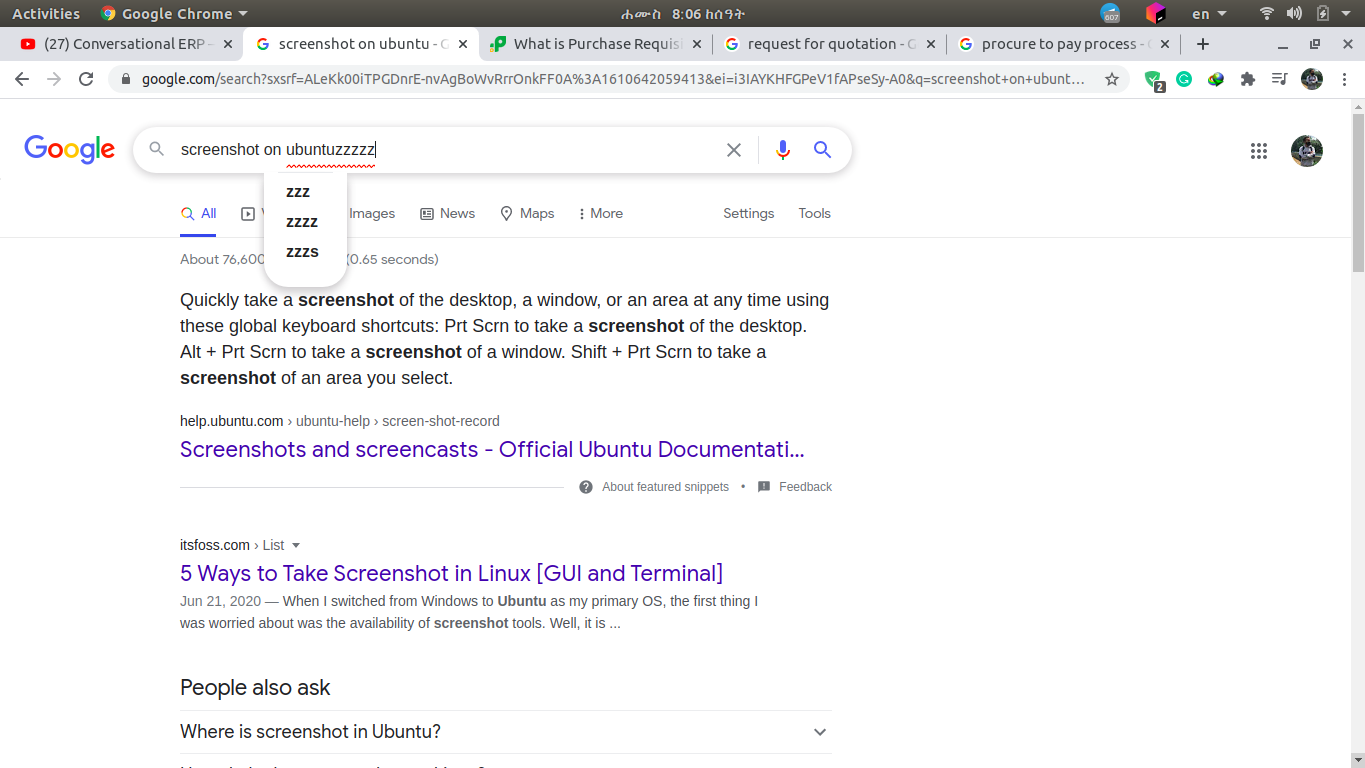 Activities Google Chrome ሐሙስ 8:06 ከሰዓት 607 en
(27) Conversational ERP - screenshot on ubuntu - G What is Purchase Requis request for quotation - G procure to pay process - G
google.com/search?sxsrf=ALeKk00iTPGDnrE-nvAgBoWvRrrOnkFF0A%3A1610642059413&ei=i3IAYKHFGPeV1fAPseSy-A0&q=screenshot+on+ubunt… 2
Google screenshot on ubuntuzzzzz
zzz
All Images News Maps More Settings Tools
zzzz
zzzs
About 76,600 (0.65 seconds)
Quickly take a screenshot of the desktop, a window, or an area at any time using
these global keyboard shortcuts: Prt Scrn to take a screenshot of the desktop.
Alt + Prt Scrn to take a screenshot of a window. Shift + Prt Scrn to take a
screenshot of an area you select.
help.ubuntu.com › ubuntu-help › screen-shot-record
Screenshots and screencasts - Official Ubuntu Documentati...
About featured snippets • Feedback
itsfoss.com › List
5 Ways to Take Screenshot in Linux [GUI and Terminal]
Jun 21, 2020 — When I switched from Windows to Ubuntu as my primary OS, the first thing I
was worried about was the availability of screenshot tools. Well, it is ...
People also ask
Where is screenshot in Ubuntu?